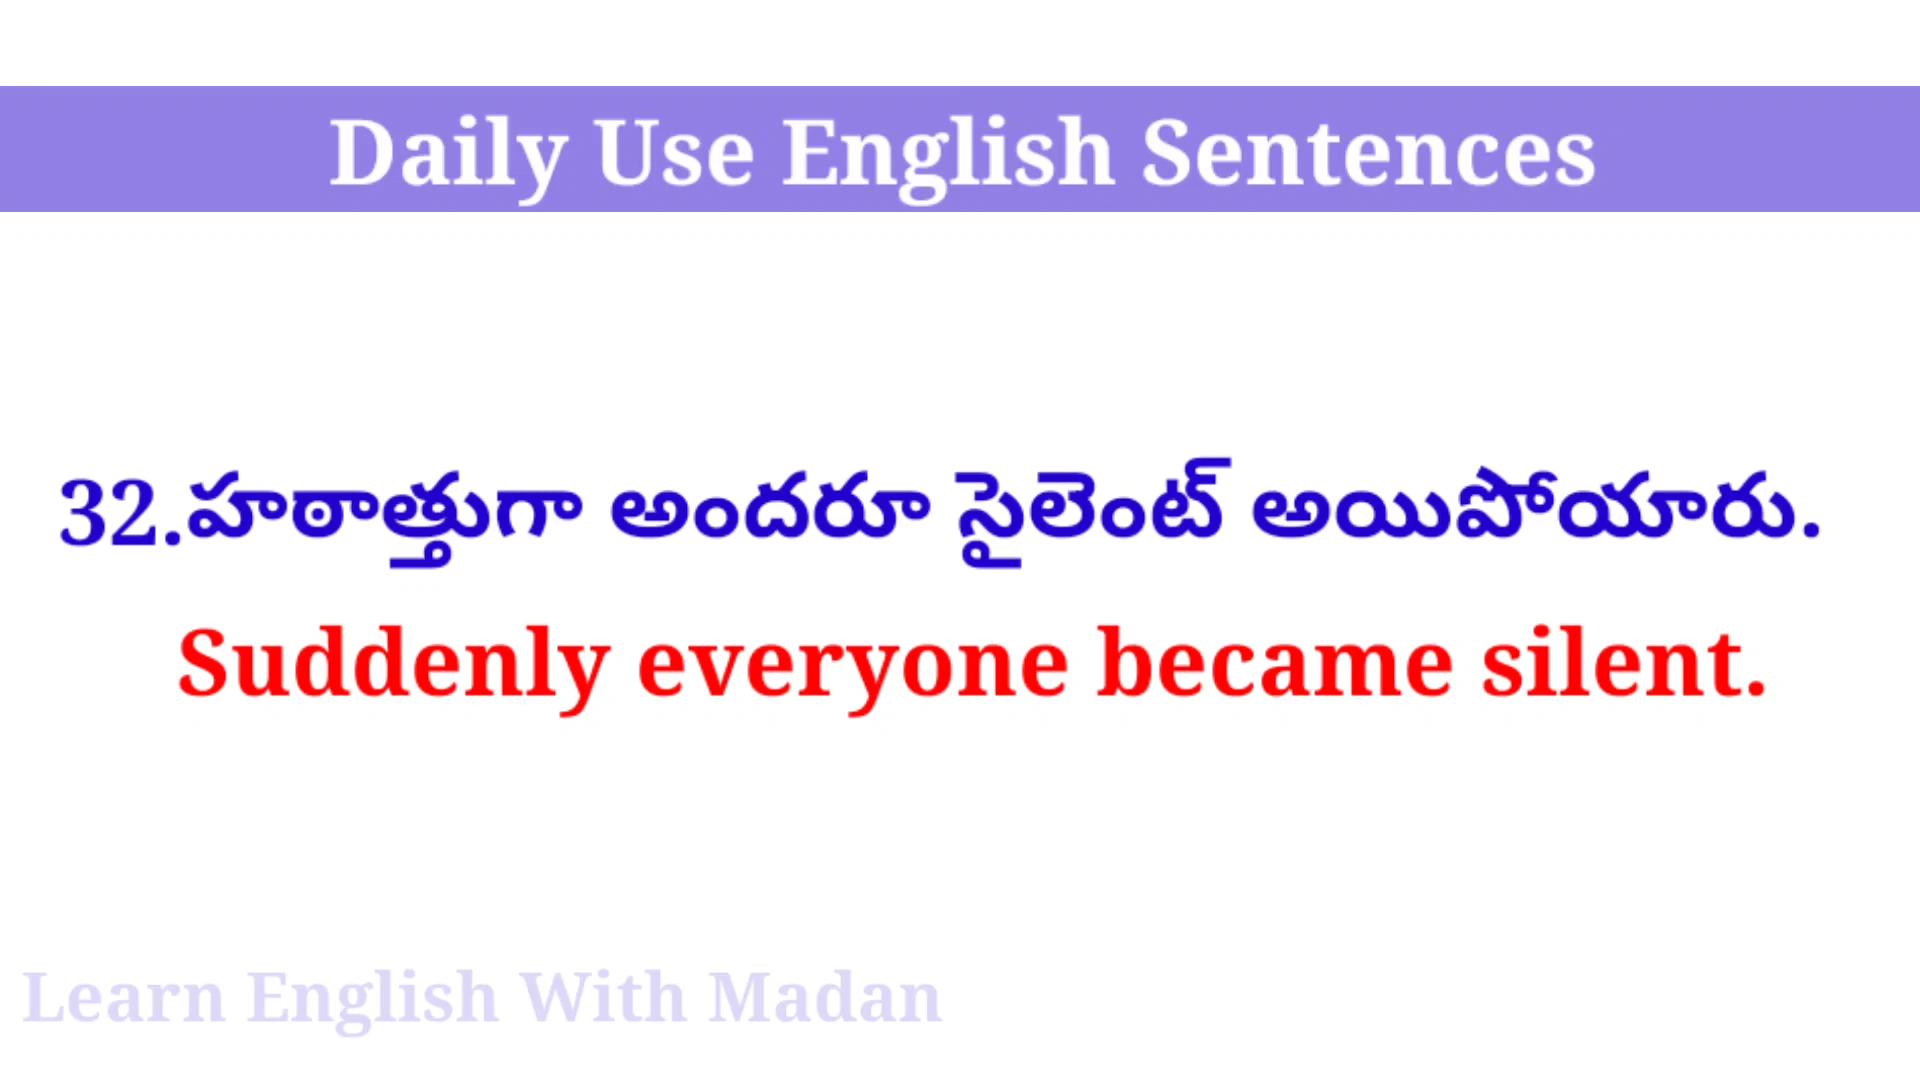 Daily Use English Sentences
32.హఠాత్తుగా అందరూ సైలెంట్ అయిపోయారు.
Suddenly everyone became silent.
Learn English With Madan